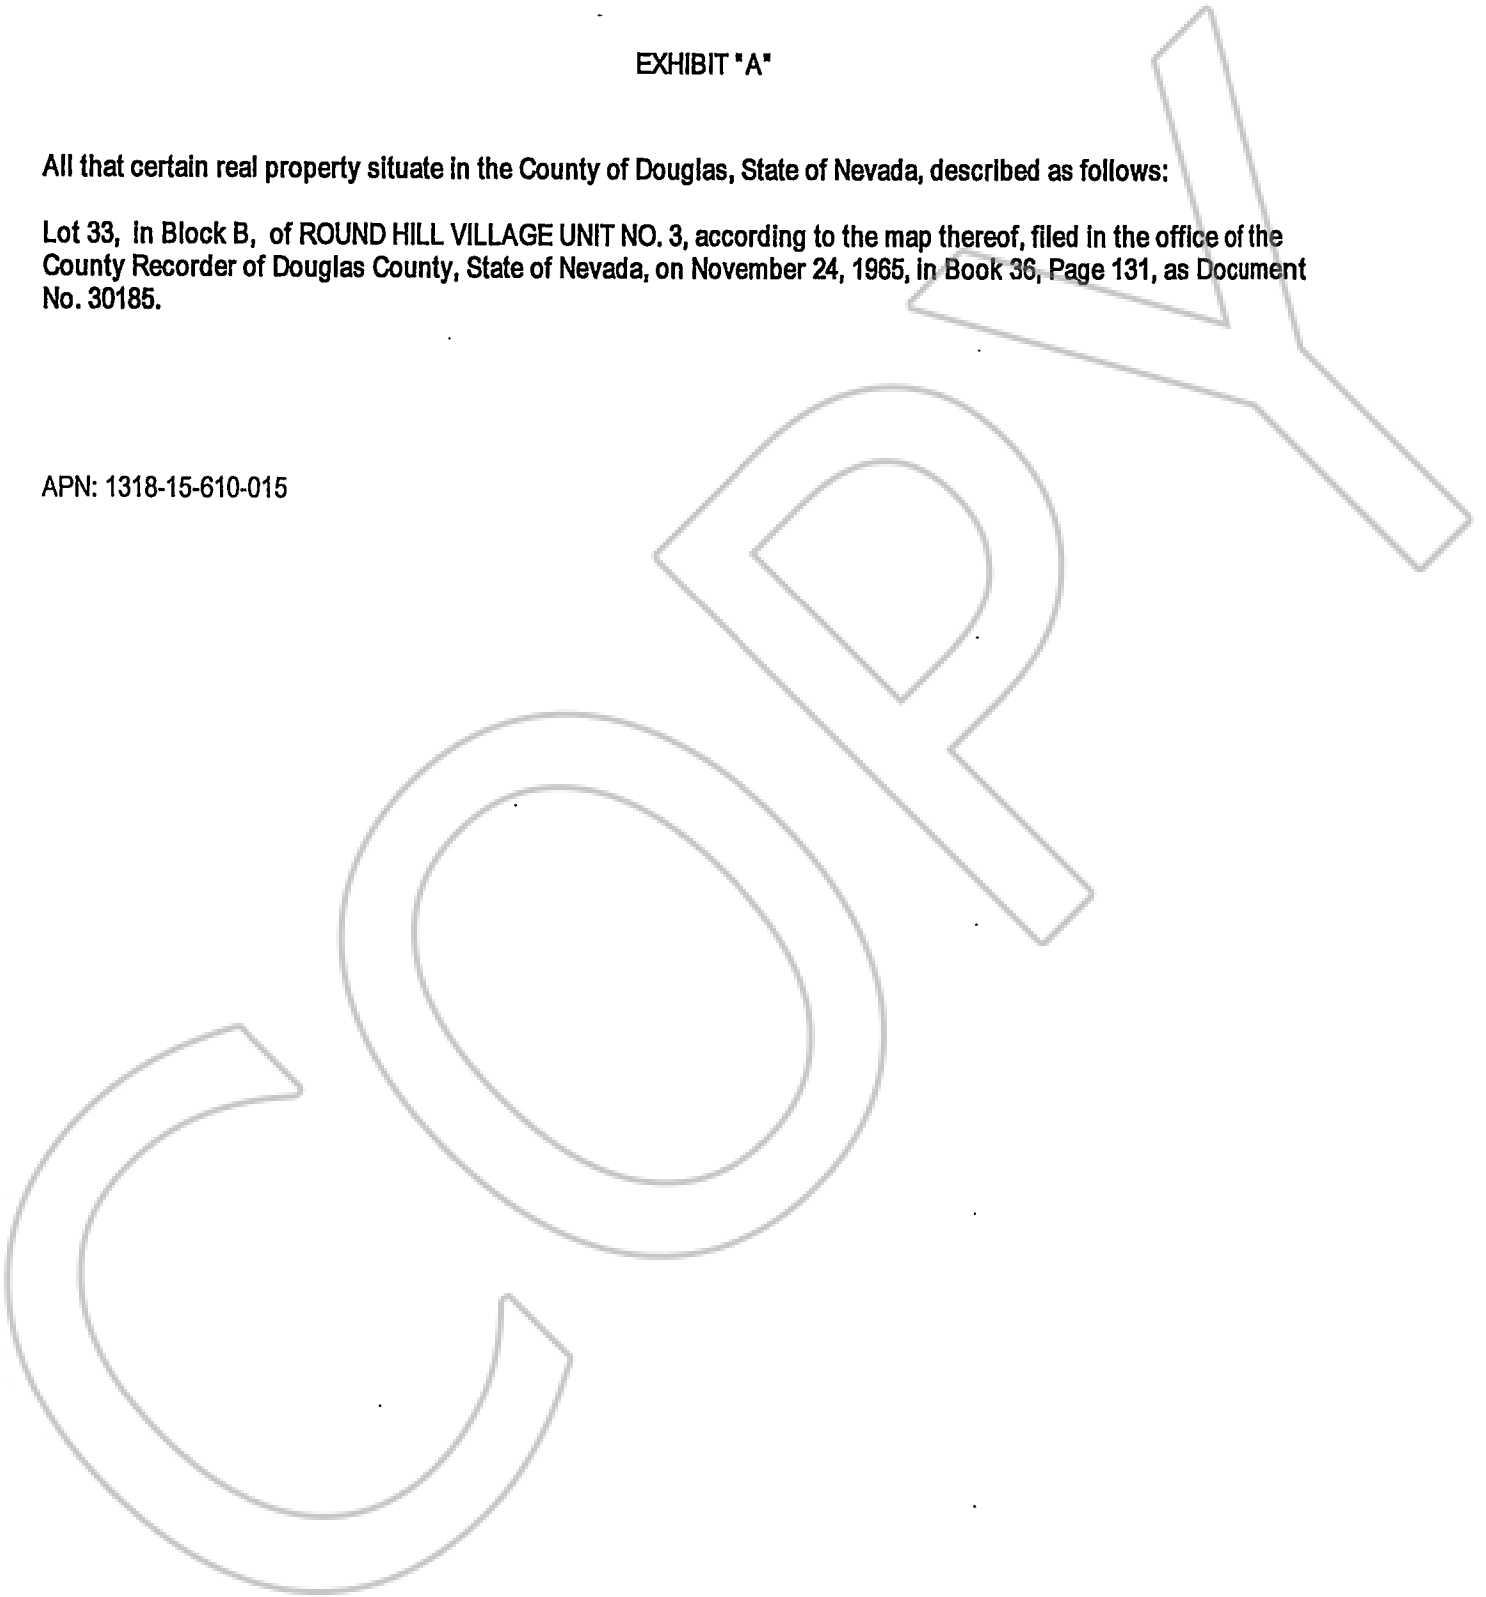 EXHIBIT "A"
All that certain real property situate in the County of Douglas, State of Nevada, described as follows:
Lot 33, in Block B, of ROUND HILL VILLAGE UNIT NO. 3, according to the map thereof, filed in the office of the
County Recorder of Douglas County, State of Nevada, on November 24, 1965, in Book 36, Page 131, as Document
No. 30185.
APN: 1318-15-610-015
COPY